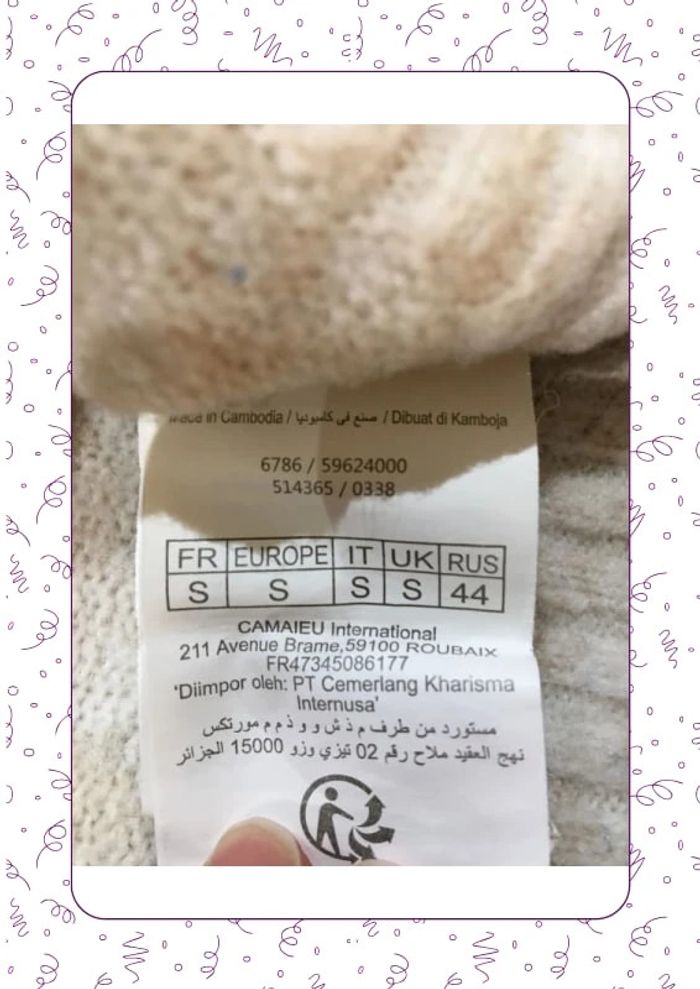 Made in Cambodia / صنع في كامبوديا / Dibuat di Kamboja
6786 / 59624000
514365 / 0338
FR EUROPE IT UK RUS
S S S S 44
CAMAIEU International
211 Avenue Brame,59100 ROUBAIX
FR47345086177
'Diimpor oleh: PT Cemerlang Kharisma
Internusa'
مستورد من طرف م ذ ش و و ذ م م مورتكس
نهج العقيد ملاح رقم 02 تيزي وزو 15000 الجزائر